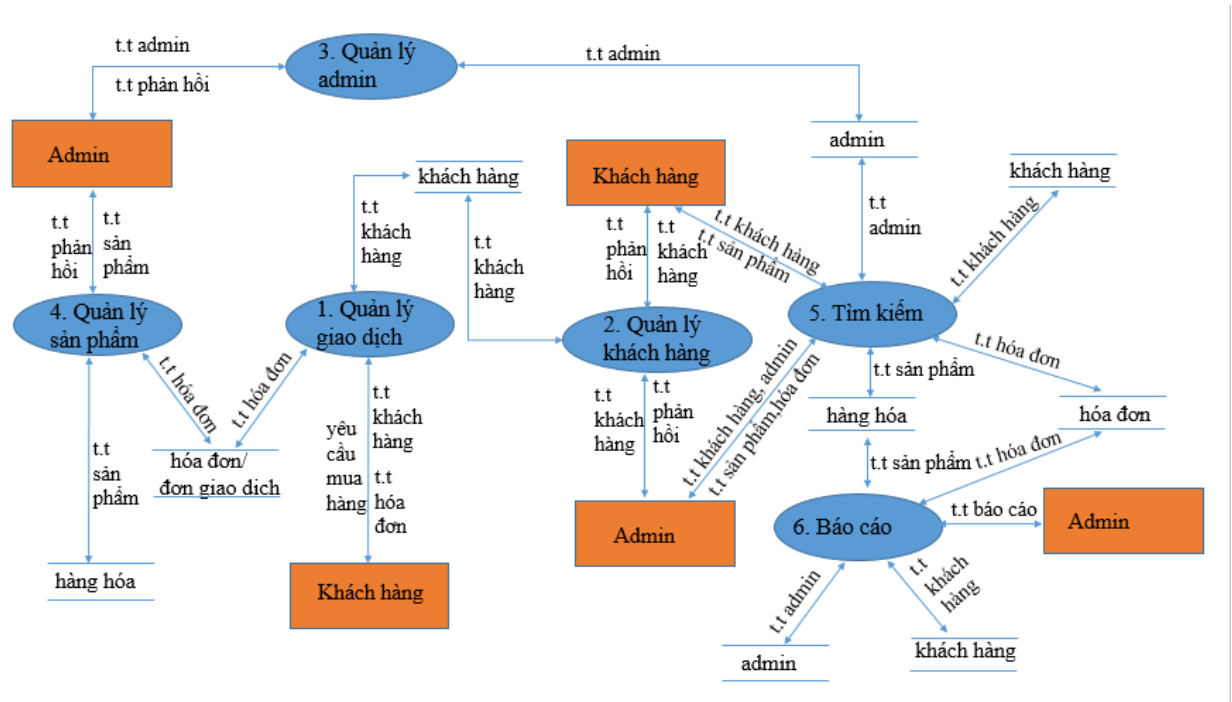 t.t admin
t.t phản hồi
3. Quản lý
admin
t.t admin
Admin
admin
khách hàng
Khách hàng
khách hàng
t.t
phản
hồi
t.t
sản
phẩm
t.t
khách
hàng
t.t
khách
hàng
t.t
phản
hồi
t.t
khách
hàng
t.t khách hàng
t.t sản phẩm
t.t
admin
t.t khách hàng
4. Quản lý
sản phẩm
1. Quản lý
giao dịch
2. Quản lý
khách hàng
5. Tìm kiếm
t.t hóa đơn
t.t hóa đơn
t.t
sản
phẩm
hóa đơn/
đơn giao dịch
yêu
cầu
mua
hàng
t.t
khách
hàng
t.t
hóa
đơn
t.t
khách
hàng
t.t
phản
hồi
t.t khách hàng, admin
t.t sản phẩm,hóa đơn
t.t sản phẩm
t.t hóa đơn
hàng hóa
hóa đơn
t.t sản phẩm
t.t hóa đơn
hàng hóa
Khách hàng
Admin
6. Báo cáo
t.t báo cáo
Admin
t.t admin
t.t
khách
hàng
admin
khách hàng